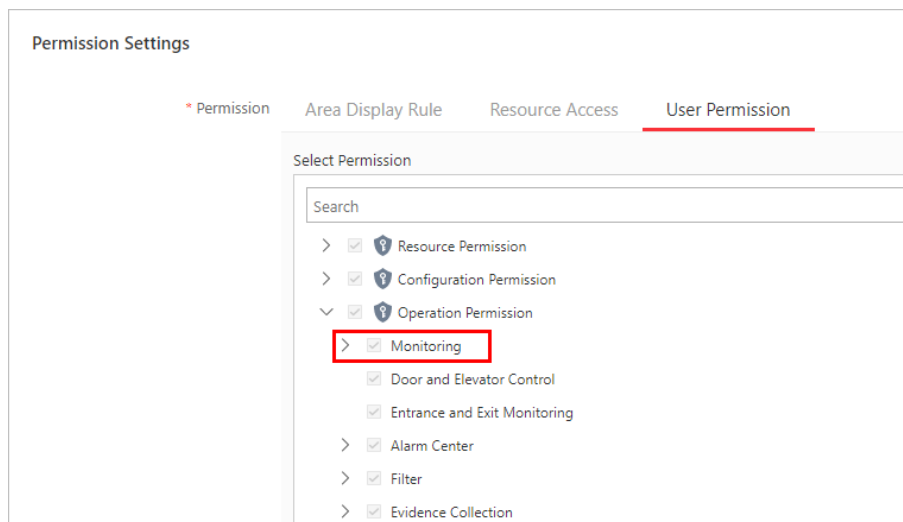 Permission Settings
* Permission
Area Display Rule
Resource Access
User Permission
Select Permission
Search
Resource Permission
Configuration Permission
Operation Permission
Monitoring
Door and Elevator Control
Entrance and Exit Monitoring
Alarm Center
Filter
Evidence Collection